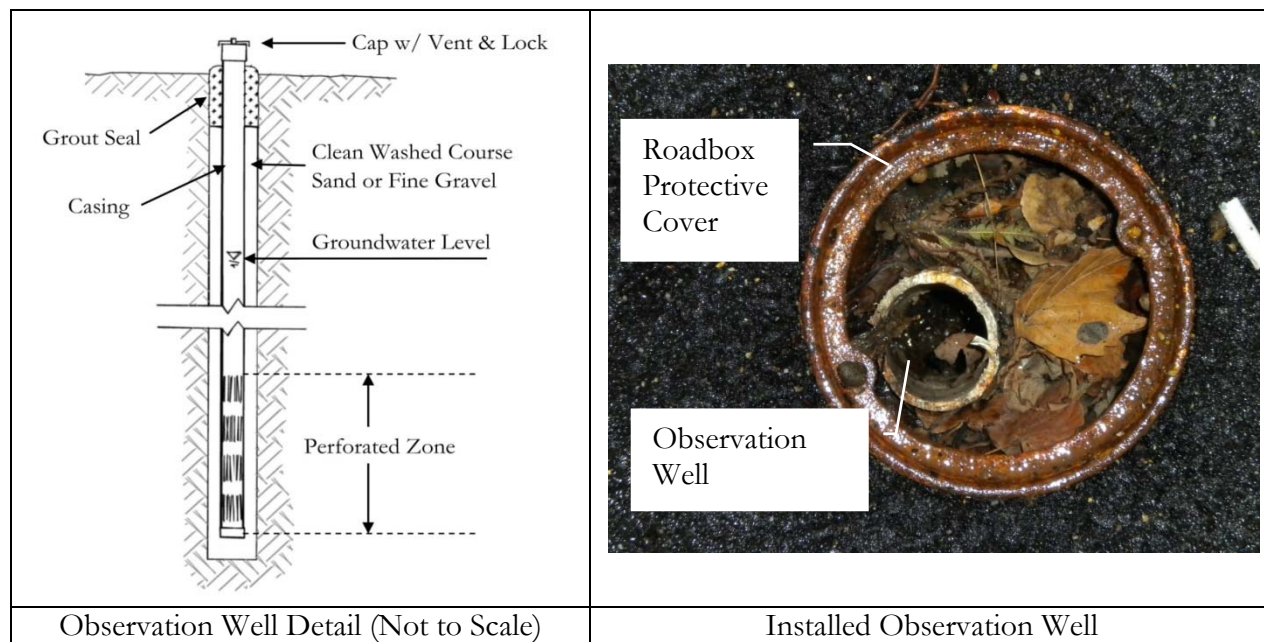 Cap w/ Vent & Lock
Grout Seal
Clean Washed Course
Sand or Fine Gravel
Casing
Groundwater Level
Perforated Zone
Observation Well Detail (Not to Scale)
Roadbox
Protective
Cover
Observation
Well
Installed Observation Well